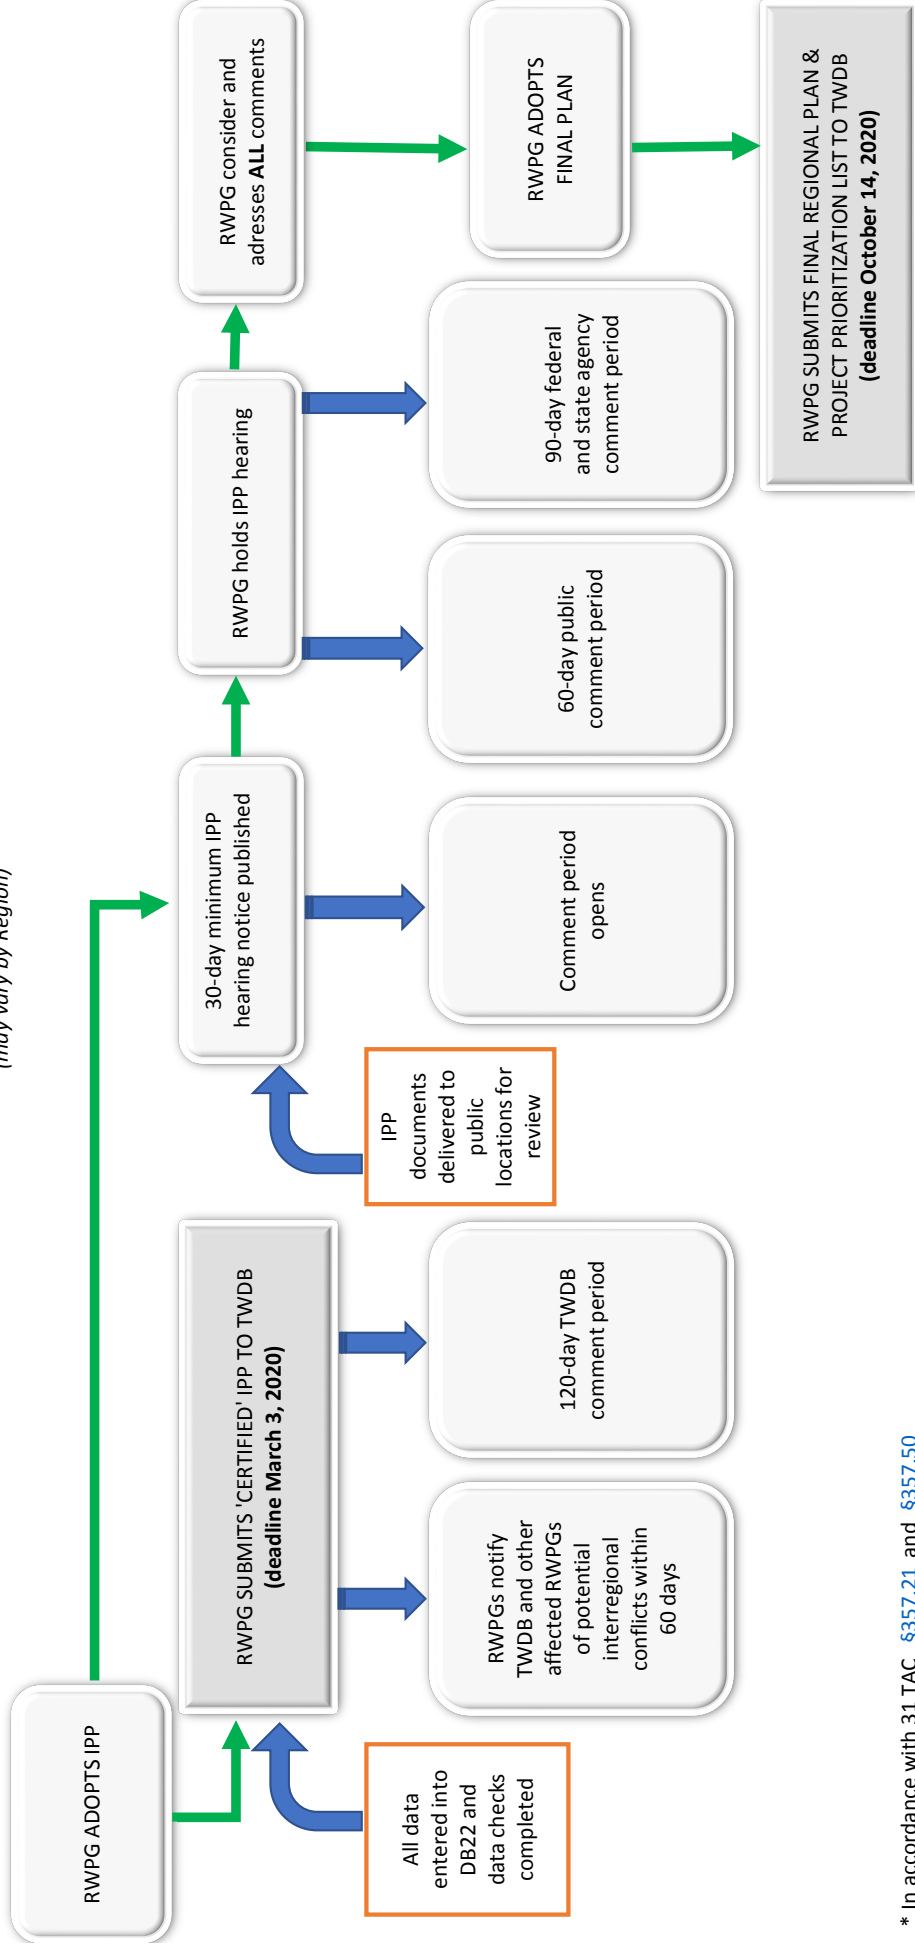 (may vary by Region)
RWPG ADOPTS IPP
All data
entered into
DB22 and
data checks
completed
RWPG SUBMITS 'CERTIFIED' IPP TO TWDB
(deadline March 3, 2020)
RWPGs notify
TWDB and other
affected RWPGs
of potential
interregional
conflicts within
60 days
120-day TWDB
comment period
IPP
documents
delivered to
public
locations for
review
30-day minimum IPP
hearing notice published
Comment period
opens
RWPG holds IPP hearing
60-day public
comment period
90-day federal
and state agency
comment period
RWPG consider and
adresses ALL comments
RWPG ADOPTS
FINAL PLAN
RWPG SUBMITS FINAL REGIONAL PLAN &
PROJECT PRIORITIZATION LIST TO TWDB
(deadline October 14, 2020)
* In accordance with 31 TAC §357.21 and §357.50